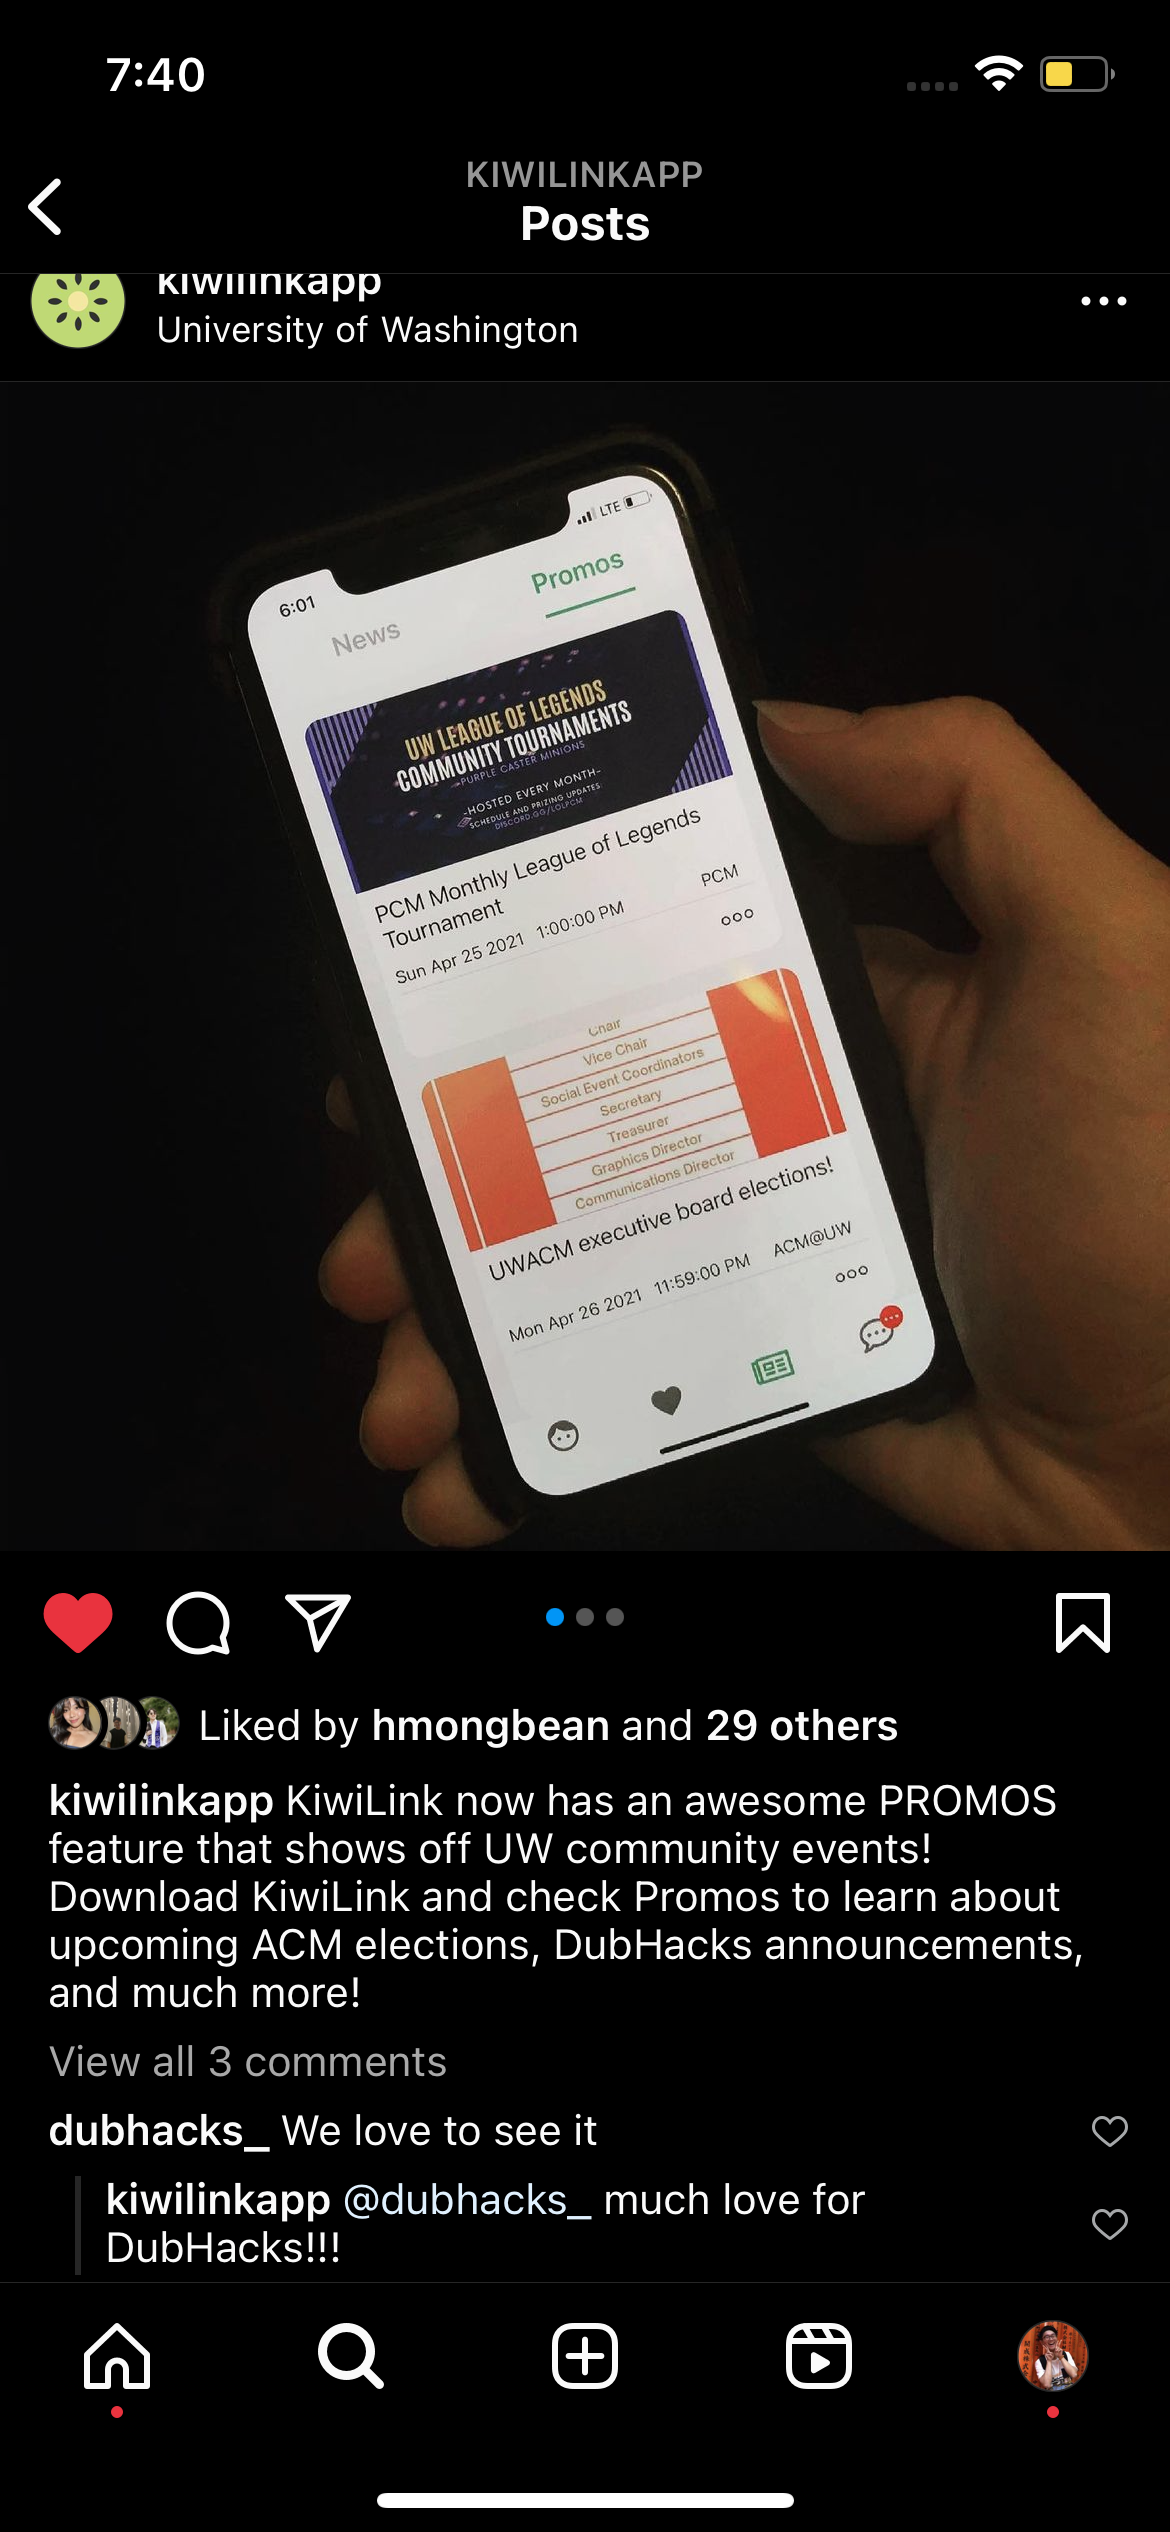 7:40
KIWILINKAPP
Posts
kiwilinkapp
University of Washington
LTE
6:01
News
Promos
UW LEAGUE OF LEGENDS
COMMUNITY TOURNAMENTS
-PURPLE CASTER MINIONS
-HOSTED EVERY MONTH-
SCHEDULE AND PRIZING UPDATES
DISCORD.GG/LOLPCM
PCM Monthly League of Legends
Tournament
Sun Apr 25 2021 1:00:00 PM PCM
Chair
Vice Chair
Social Event Coordinators
Secretary
Treasurer
Graphics Director
Communications Director
UWACM executive board elections!
Mon Apr 26 2021 11:59:00 PM ACM@UW
Liked by hmongbean and 29 others
kiwilinkapp KiwiLink now has an awesome PROMOS
feature that shows off UW community events!
Download KiwiLink and check Promos to learn about
upcoming ACM elections, DubHacks announcements,
and much more!
View all 3 comments
dubhacks_ We love to see it
kiwilinkapp @dubhacks_ much love for
DubHacks!!!